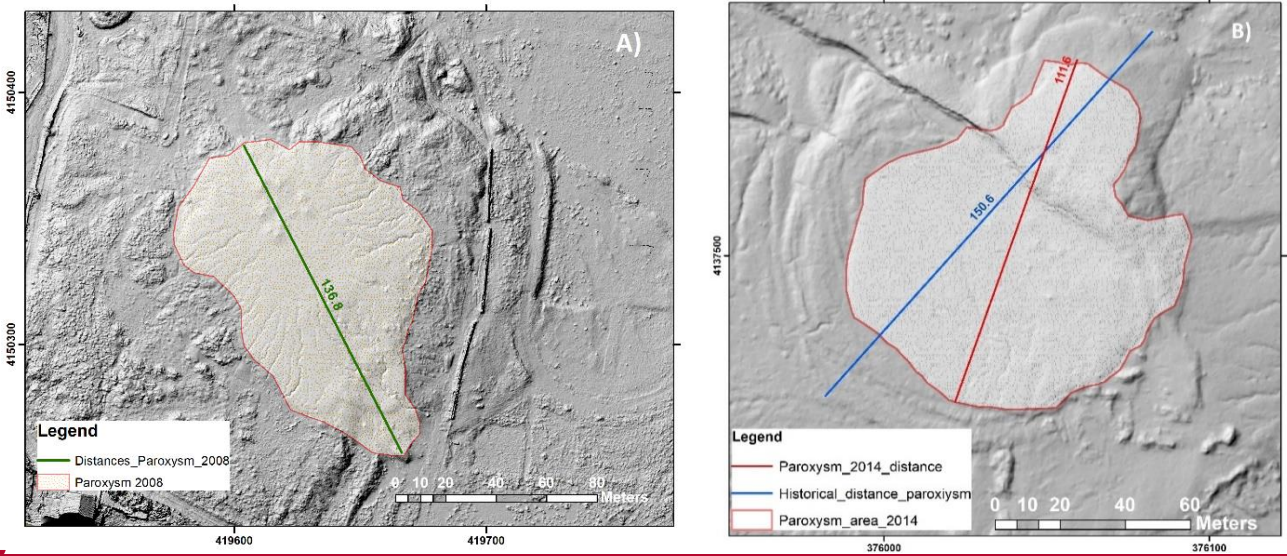 A)
4150400
4150300
136.8
Legend
Distances_Paroxysm_2008
Paroxysm 2008
0 10 20 40 60 80
Meters
419600 419700
B)
4137500
111.6
150.6
Legend
Paroxysm_2014_distance
Historical_distance_paroxiysm
Paroxysm_area_2014
0 10 20 40 60
Meters
376000 376100